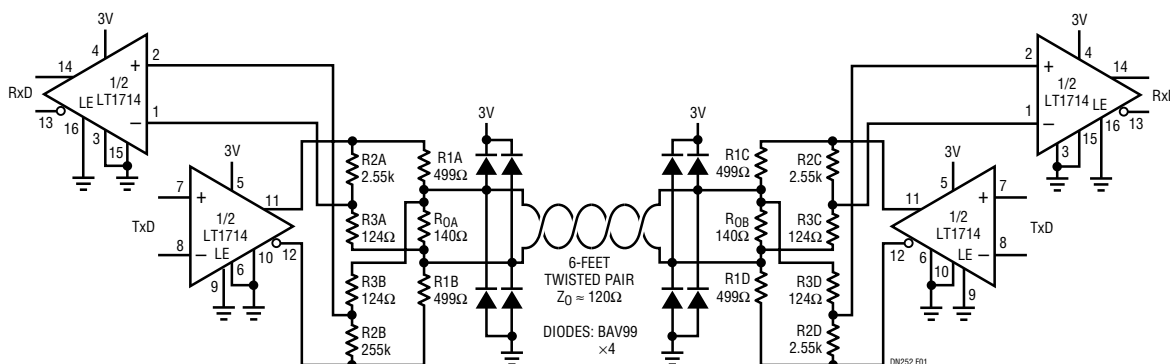 3V
4
2
14
+
1/2
LT1714
RxD
LE
1
13
−
16
3
15
3V
7
5
+
11
1/2
LT1714
TxD
8
−
LE
10
12
6
9
R2A
2.55k
R1A
499Ω
R3A
124Ω
R0A
140Ω
R3B
124Ω
R1B
499Ω
R2B
255k
3V
6-FEET
TWISTED PAIR
Z0 ≈ 120Ω
DIODES: BAV99
×4
3V
R1C
499Ω
R2C
2.55k
R0B
140Ω
R3C
124Ω
R1D
499Ω
R3D
124Ω
R2D
2.55k
3V
2
4
+
14
1/2
LT1714
RxD
1
LE
−
16
13
15
3
3V
11
5
7
+
1/2
LT1714
TxD
12
LE
−
8
6
10
9
DN252 F01